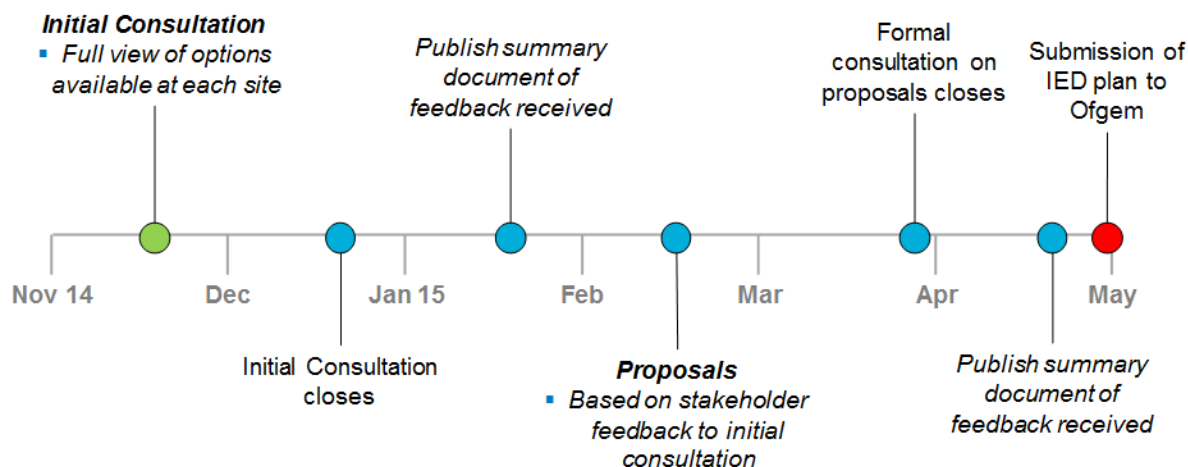 Initial Consultation
▪ Full view of options
available at each site
Publish summary
document of
feedback received
Formal
consultation on
proposals closes
Submission of
IED plan to
Ofgem
Nov 14
Dec
Jan 15
Feb
Mar
Apr
May
Initial Consultation
closes
Proposals
▪ Based on stakeholder
feedback to initial
consultation
Publish summary
document of
feedback received